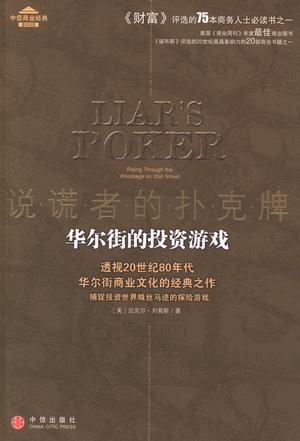 中信商业经典
《财富》评选的75本商务人士必读书之一
美国《商业周刊》年度最佳商业图书
《福布斯》评选的20世纪最具影响力的20部商业书籍之一
LIAR'S
POKER
Rising Through the
Wreckage on Wall Street
说谎者的扑克牌
华尔街的投资游戏
透视20世纪80年代
华尔街商业文化的经典之作
捕捉投资世界蛛丝马迹的探险游戏
[美] 迈克尔·刘易斯 / 著
中信出版社
CHINA CITIC PRESS